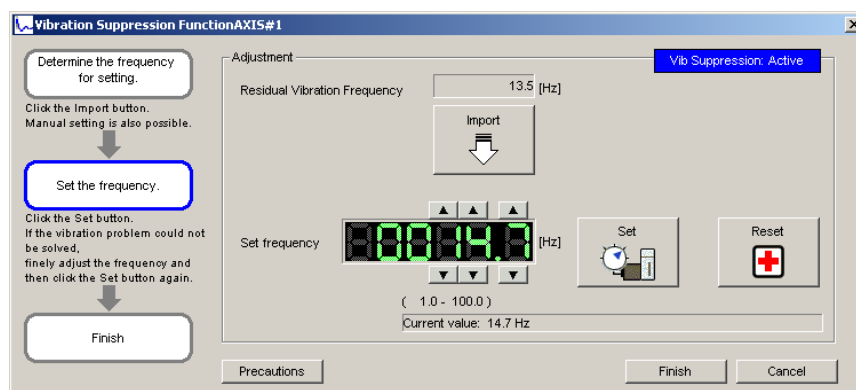 Vibration Suppression FunctionAXIS#1
Determine the frequency
for setting.
Click the Import button.
Manual setting is also possible.
Set the frequency.
Click the Set button.
If the vibration problem could not
be solved,
finely adjust the frequency and
then click the Set button again.
Finish
Adjustment
Vib Suppression: Active
Residual Vibration Frequency 13.5 [Hz]
Import
Set frequency 0014.7 [Hz]
Set
Reset
( 1.0 - 100.0 )
Current value: 14.7 Hz
Precautions
Finish
Cancel